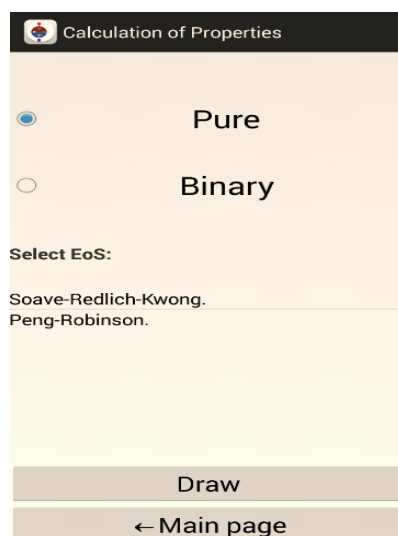 Calculation of Properties
Pure
Binary
Select EoS:
Soave-Redlich-Kwong.
Peng-Robinson.
Draw
←Main page